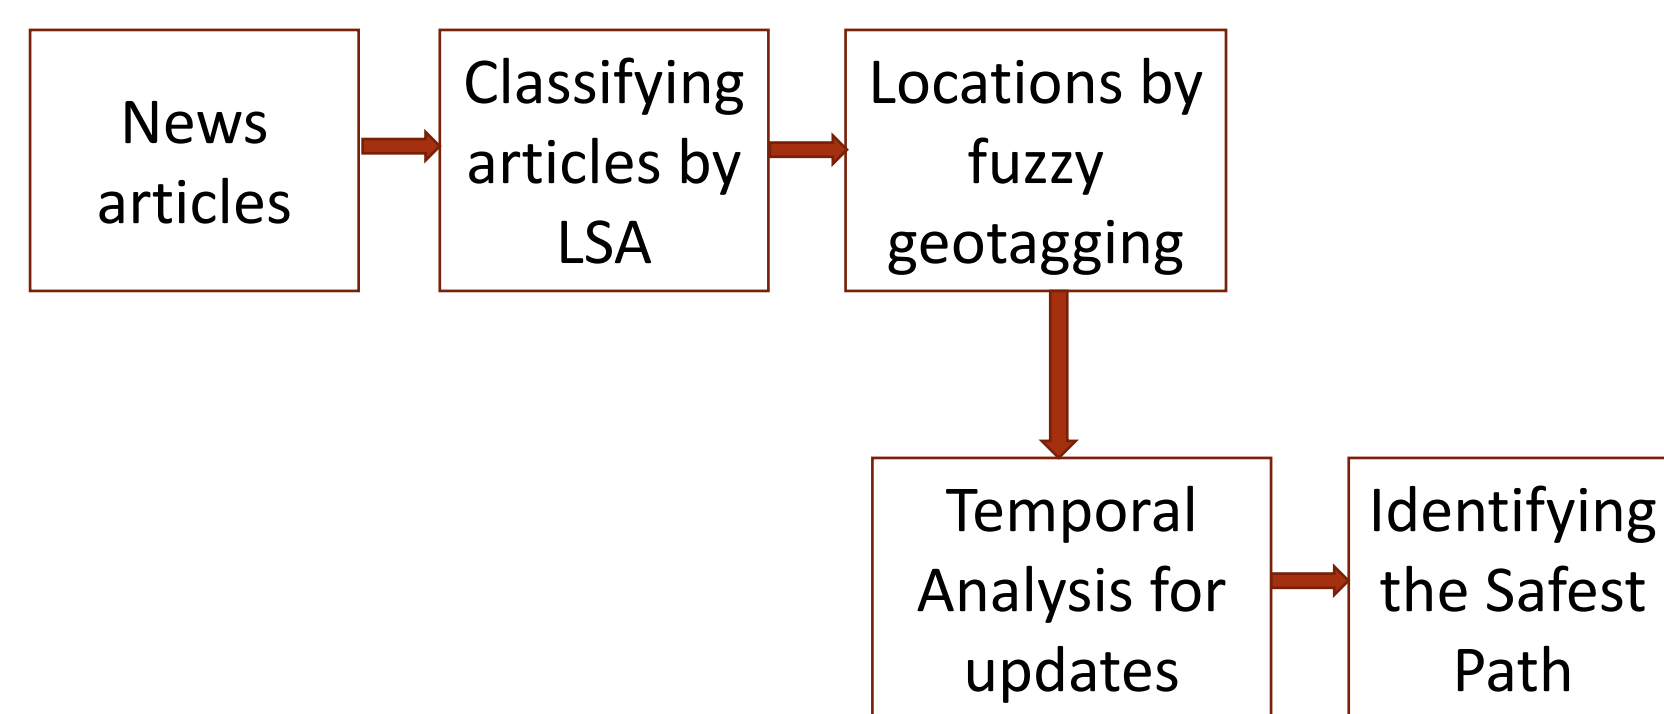 News
articles
Classifying
articles by
LSA
Locations by
fuzzy
geotagging
Temporal
Analysis for
updates
Identifying
the Safest
Path